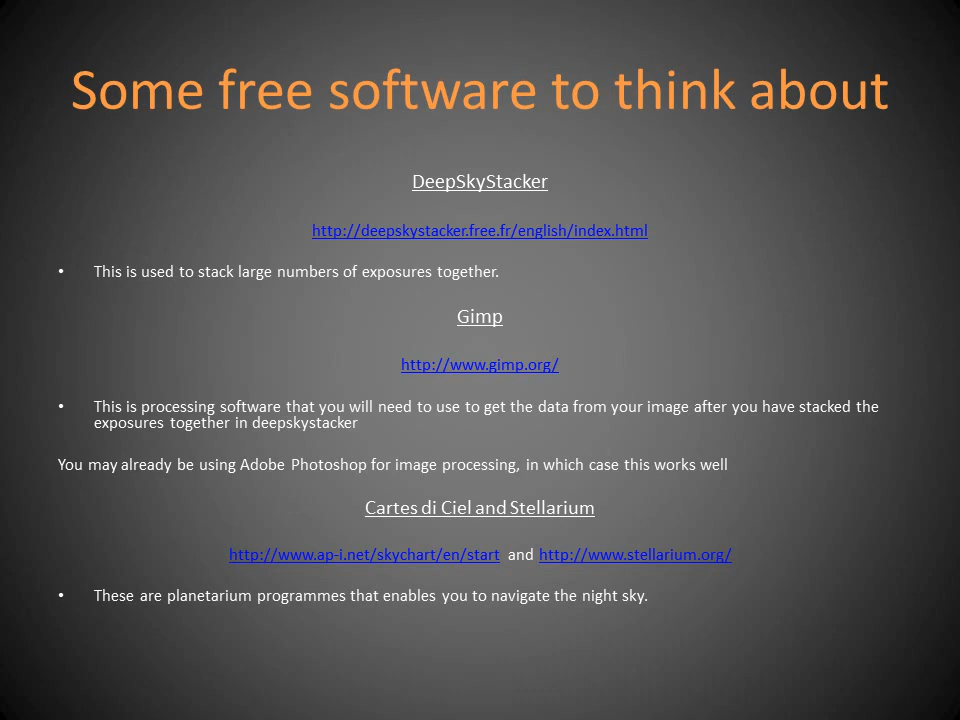 Some free software to think about
DeepSkyStacker
http://deepskystacker.free.fr/english/index.html
• This is used to stack large numbers of exposures together.
Gimp
http://www.gimp.org/
• This is processing software that you will need to use to get the data from your image after you have stacked the
exposures together in deepskystacker
You may already be using Adobe Photoshop for image processing, in which case this works well
Cartes di Ciel and Stellarium
http://www.ap-i.net/skychart/en/start and http://www.stellarium.org/
• These are planetarium programmes that enables you to navigate the night sky.